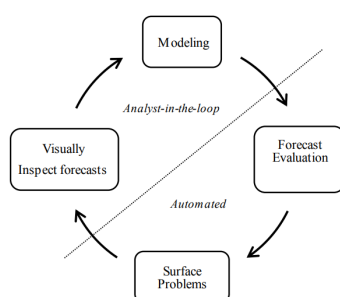 Modeling
Analyst-in-the-loop
Visually
Inspect forecasts
Forecast
Evaluation
Automated
Surface
Problems